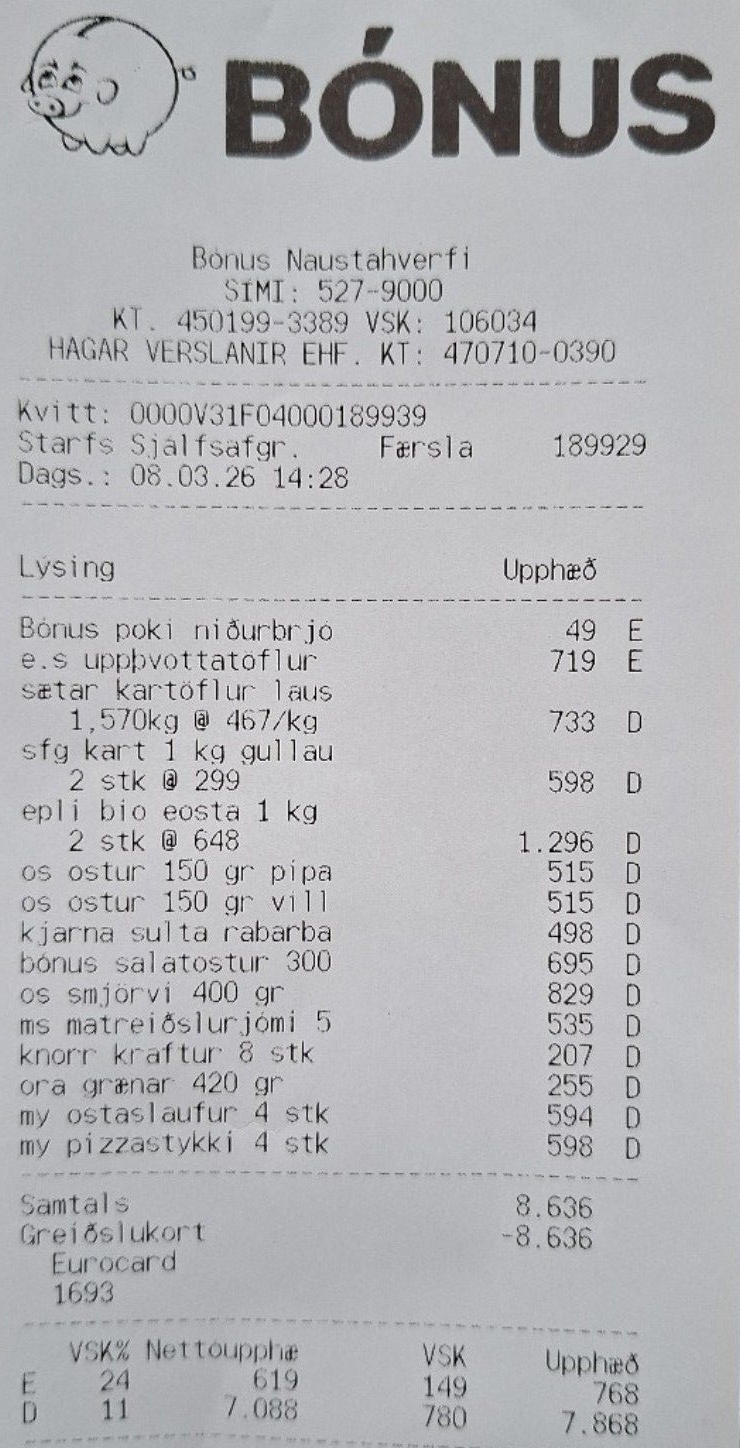 BÓNUS
Bónus Naustahverfi
SÍMI: 527-9000
KT. 450199-3389 VSK: 106034
HAGAR VERSLANIR EHF. KT: 470710-0390
Kvitt: 0000V31F04000189939
Starfs Sjálfsafgr. Færsla 189929
Dags.: 08.03.26 14:28
Lýsing Upphæð
Bónus poki niðurbrjó 49 E
e.s uppþvottatöflur 719 E
sætar kartöflur laus
1,570kg @ 467/kg 733 D
sfg kart 1 kg gullau
2 stk @ 299 598 D
epli bio eosta 1 kg
2 stk @ 648 1.296 D
os ostur 150 gr pipa 515 D
os ostur 150 gr vill 515 D
kjarna sulta rabarba 498 D
bónus salatostur 300 695 D
os smjörvi 400 gr 829 D
ms matreiðslurjómi 5 535 D
knorr kraftur 8 stk 207 D
ora grænar 420 gr 255 D
my ostaslaufur 4 stk 594 D
my pizzastykki 4 stk 598 D
Samtals 8.636
Greiðslukort -8.636
Eurocard
1693
VSK% Nettóupphæ VSK Upphæð
E 24 619 149 768
D 11 7.088 780 7.868